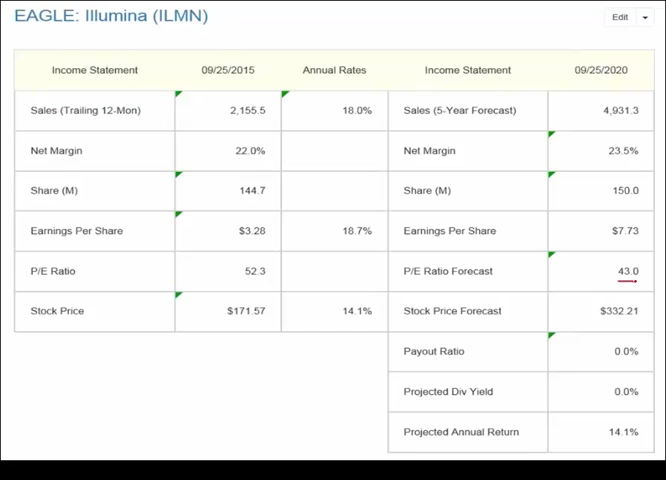 EAGLE: Illumina (ILMN)
Edit
Income Statement 09/25/2015 Annual Rates Income Statement 09/25/2020
Sales (Trailing 12-Mon) 2,155.5 18.0% Sales (5-Year Forecast) 4,931.3
Net Margin 22.0% Net Margin 23.5%
Share (M) 144.7 Share (M) 150.0
Earnings Per Share $3.28 18.7% Earnings Per Share $7.73
P/E Ratio 52.3 P/E Ratio Forecast 43.0
Stock Price $171.57 14.1% Stock Price Forecast $332.21
Payout Ratio 0.0%
Projected Div Yield 0.0%
Projected Annual Return 14.1%